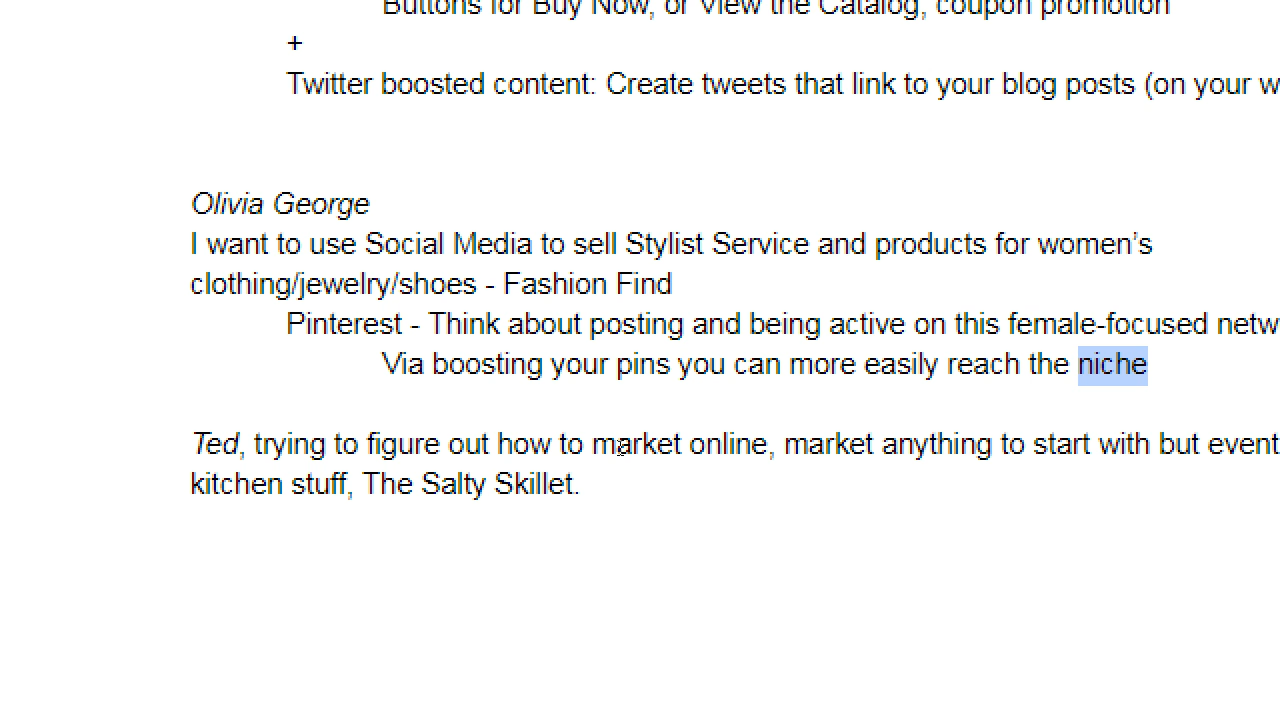 Buttons for Buy Now, or View the Catalog, coupon promotion
+
Twitter boosted content: Create tweets that link to your blog posts (on your w
Olivia George
I want to use Social Media to sell Stylist Service and products for women’s
clothing/jewelry/shoes - Fashion Find
Pinterest - Think about posting and being active on this female-focused netw
Via boosting your pins you can more easily reach the niche
Ted, trying to figure out how to market online, market anything to start with but event
kitchen stuff, The Salty Skillet.